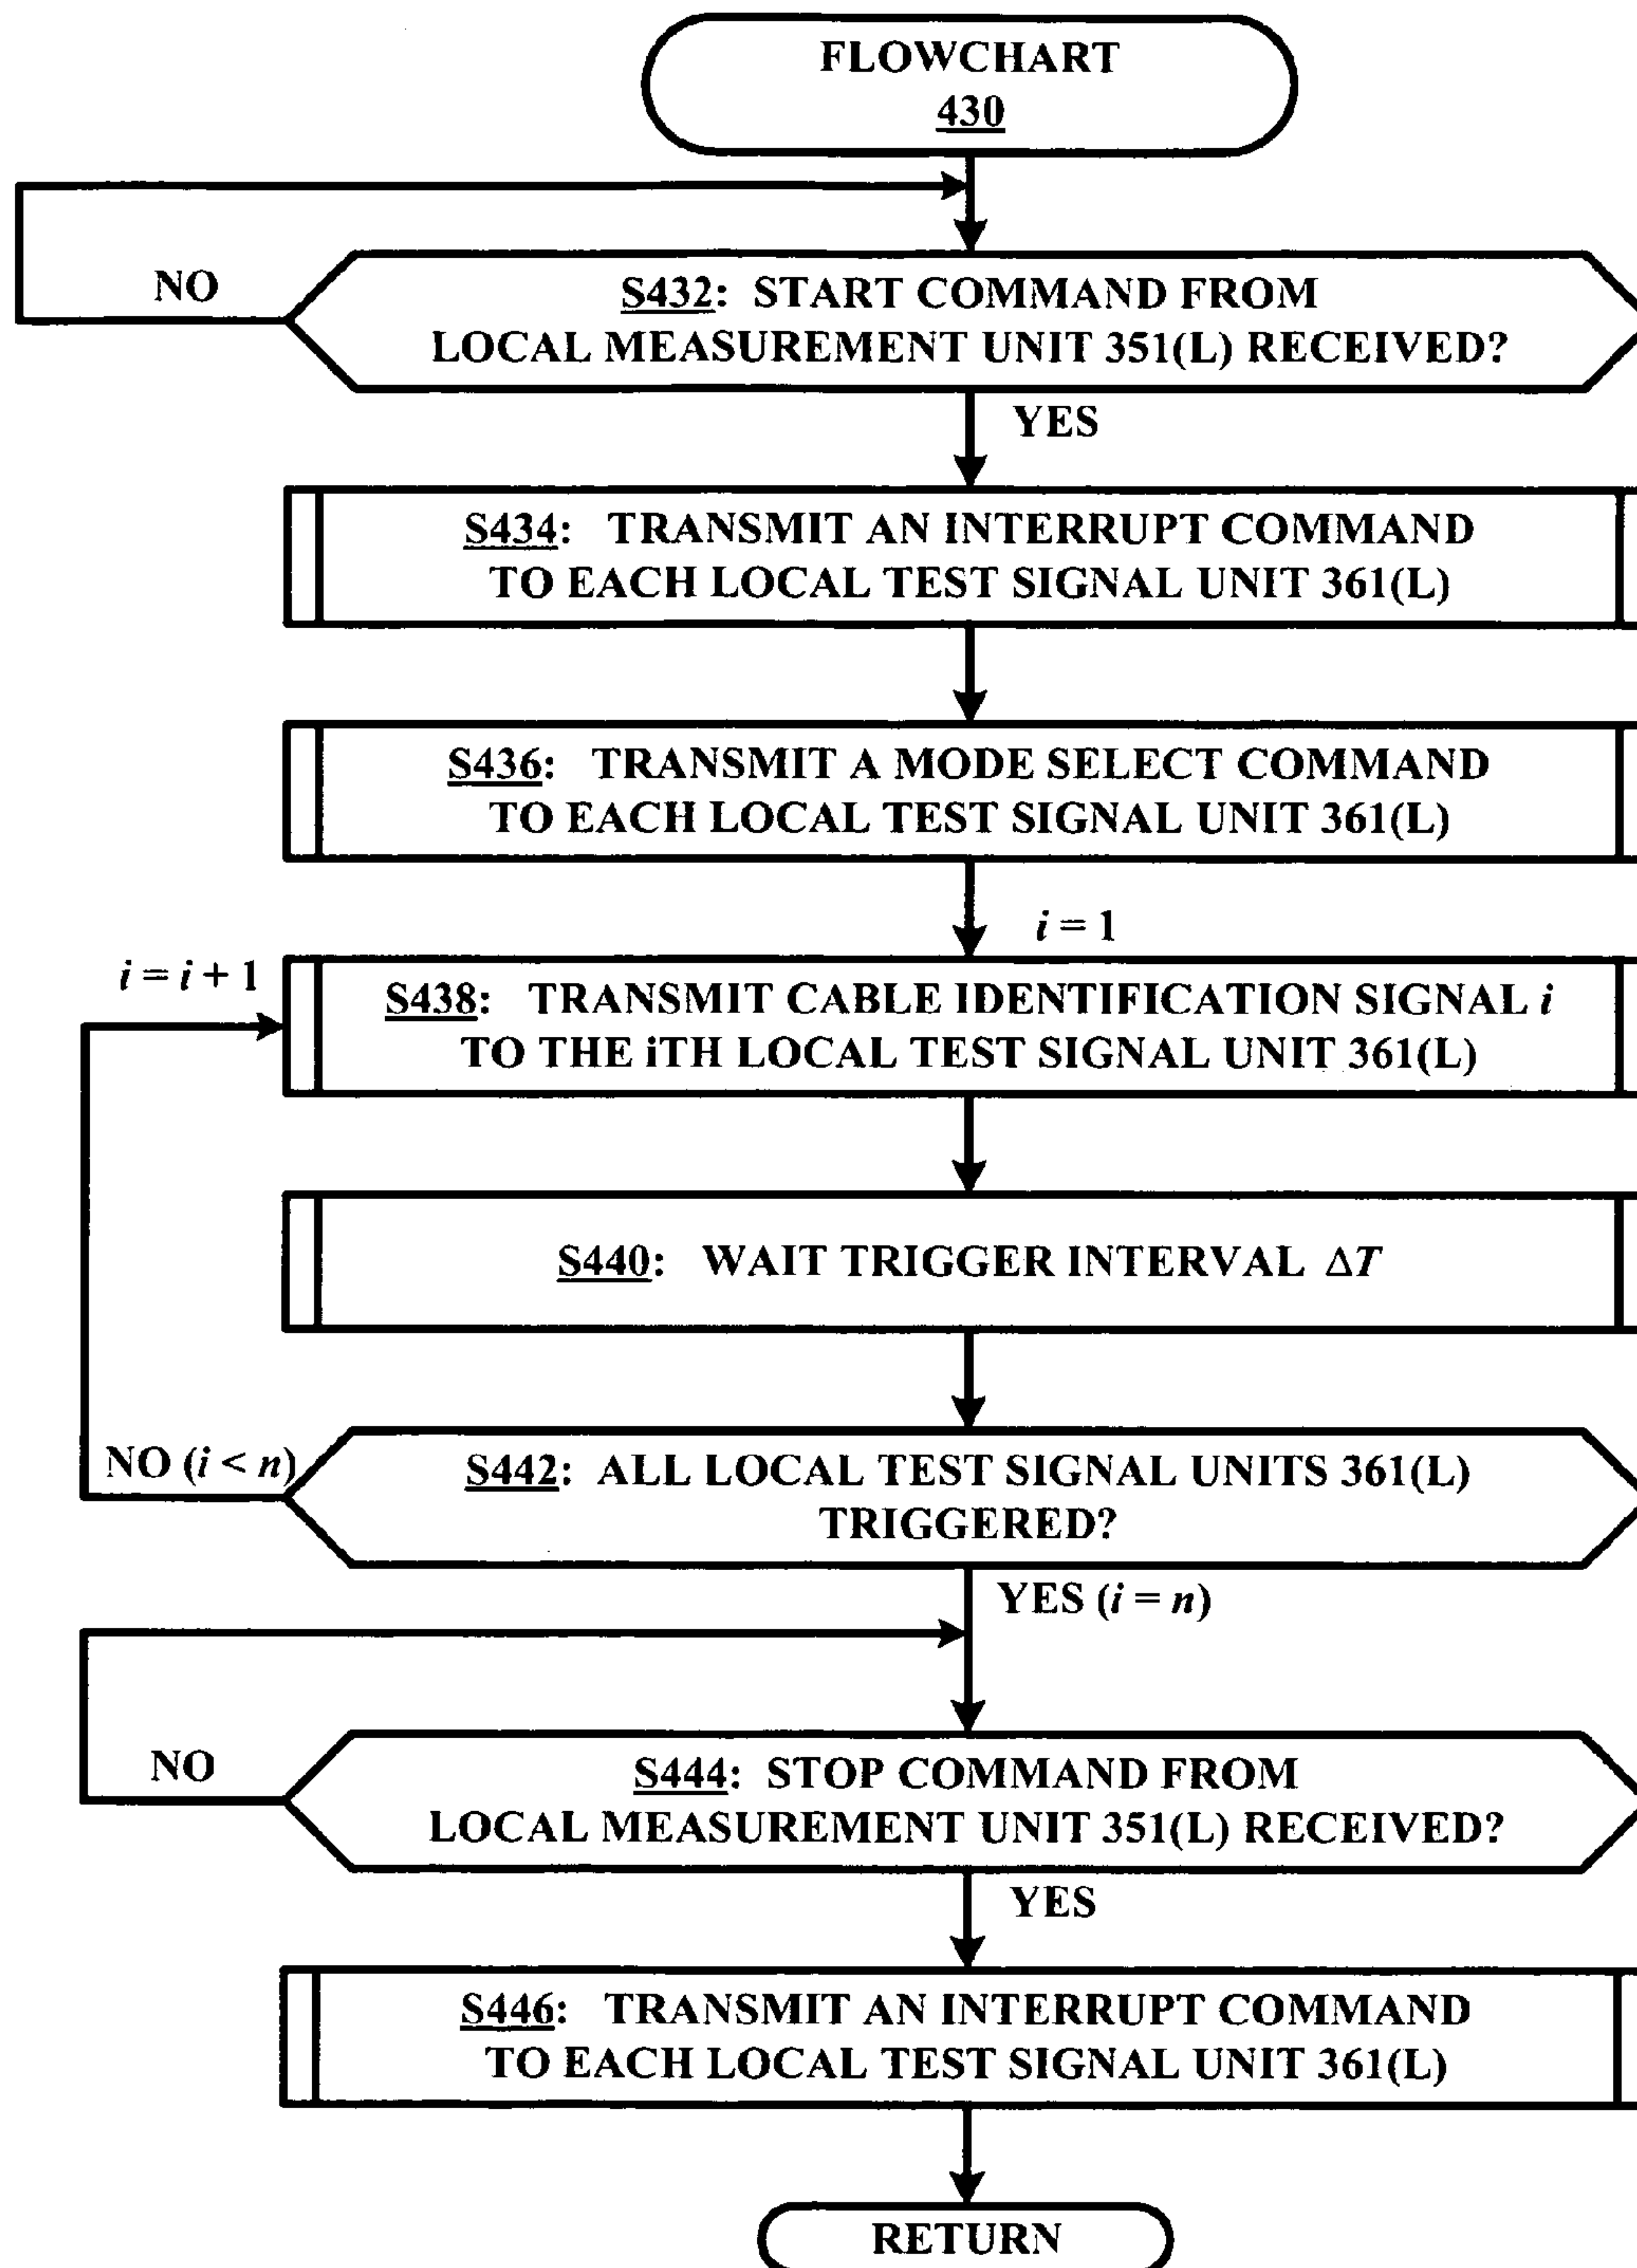 FLOWCHART
430
NO
S432: START COMMAND FROM
LOCAL MEASUREMENT UNIT 351(L) RECEIVED?
YES
S434: TRANSMIT AN INTERRUPT COMMAND
TO EACH LOCAL TEST SIGNAL UNIT 361(L)
S436: TRANSMIT A MODE SELECT COMMAND
TO EACH LOCAL TEST SIGNAL UNIT 361(L)
i = 1
i = i + 1
S438: TRANSMIT CABLE IDENTIFICATION SIGNAL i
TO THE iTH LOCAL TEST SIGNAL UNIT 361(L)
S440: WAIT TRIGGER INTERVAL ΔT
NO (i < n)
S442: ALL LOCAL TEST SIGNAL UNITS 361(L)
TRIGGERED?
YES (i = n)
NO
S444: STOP COMMAND FROM
LOCAL MEASUREMENT UNIT 351(L) RECEIVED?
YES
S446: TRANSMIT AN INTERRUPT COMMAND
TO EACH LOCAL TEST SIGNAL UNIT 361(L)
RETURN